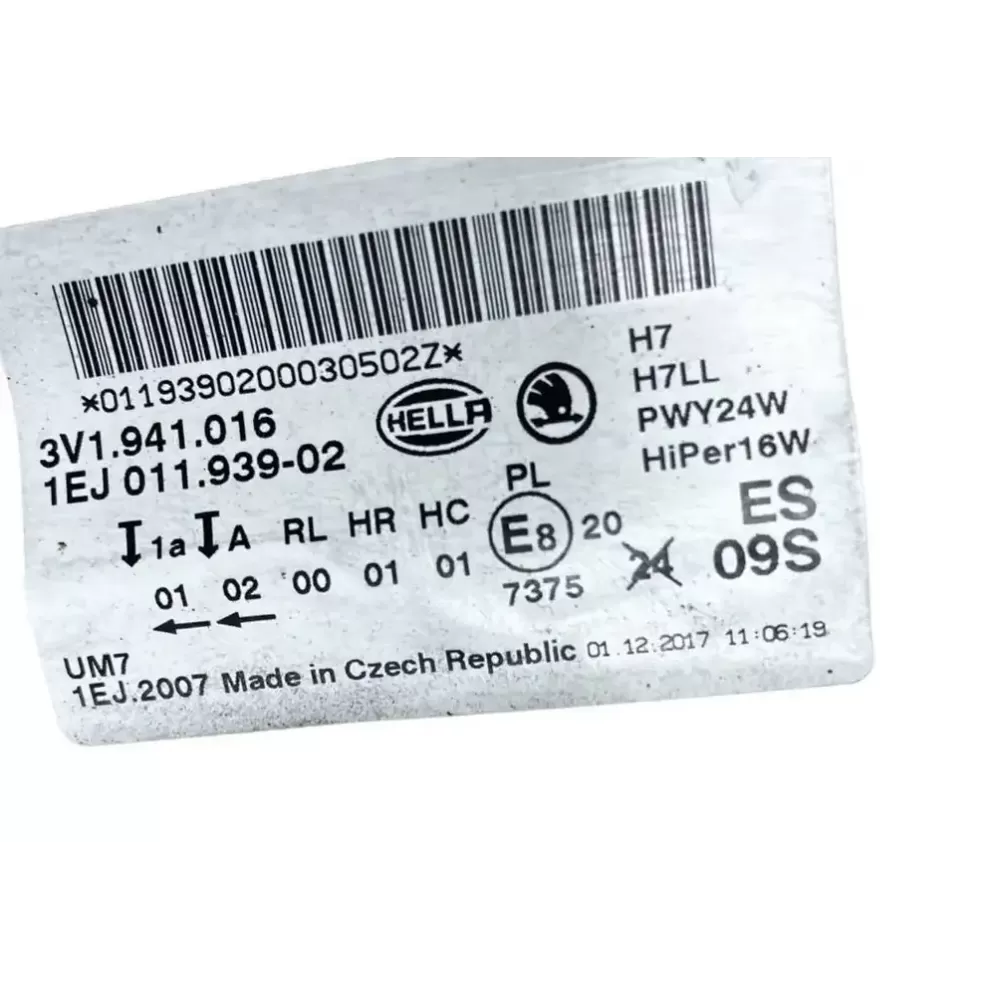 *0119390200030502Z*
3V1.941.016
1EJ 011.939-02
HELLA
H7
H7LL
PWY24W
HiPer16W
1a A RL HR HC
01 02 00 01 01
PL
E8 20
7375
24
ES
09S
UM7
1EJ.2007 Made in Czech Republic 01.12.2017 11:06:19